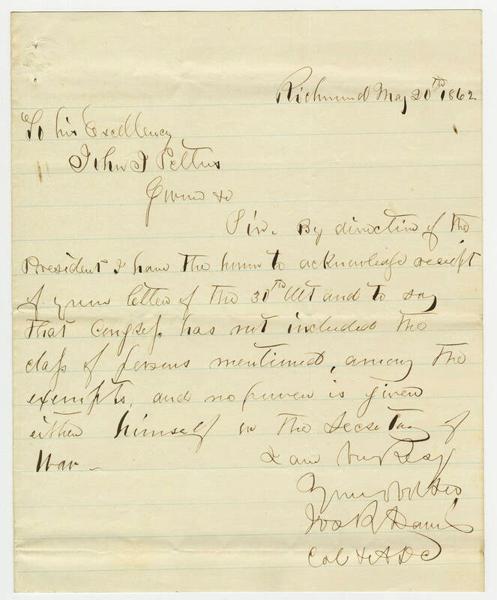 Richmond May 20th 1862
To his Excellency
John J Pettus
Govnr &c
Sir. By direction of the
President I have the honor to acknowledge receipt
of your letter of the 30th Ult and to say
that Congress has not included the
class of persons mentioned, among the
exempts, and no power is given
either himself or the Secretary of
War -
I am very Resp
Your obt
Jos R Davis
Col & A D C